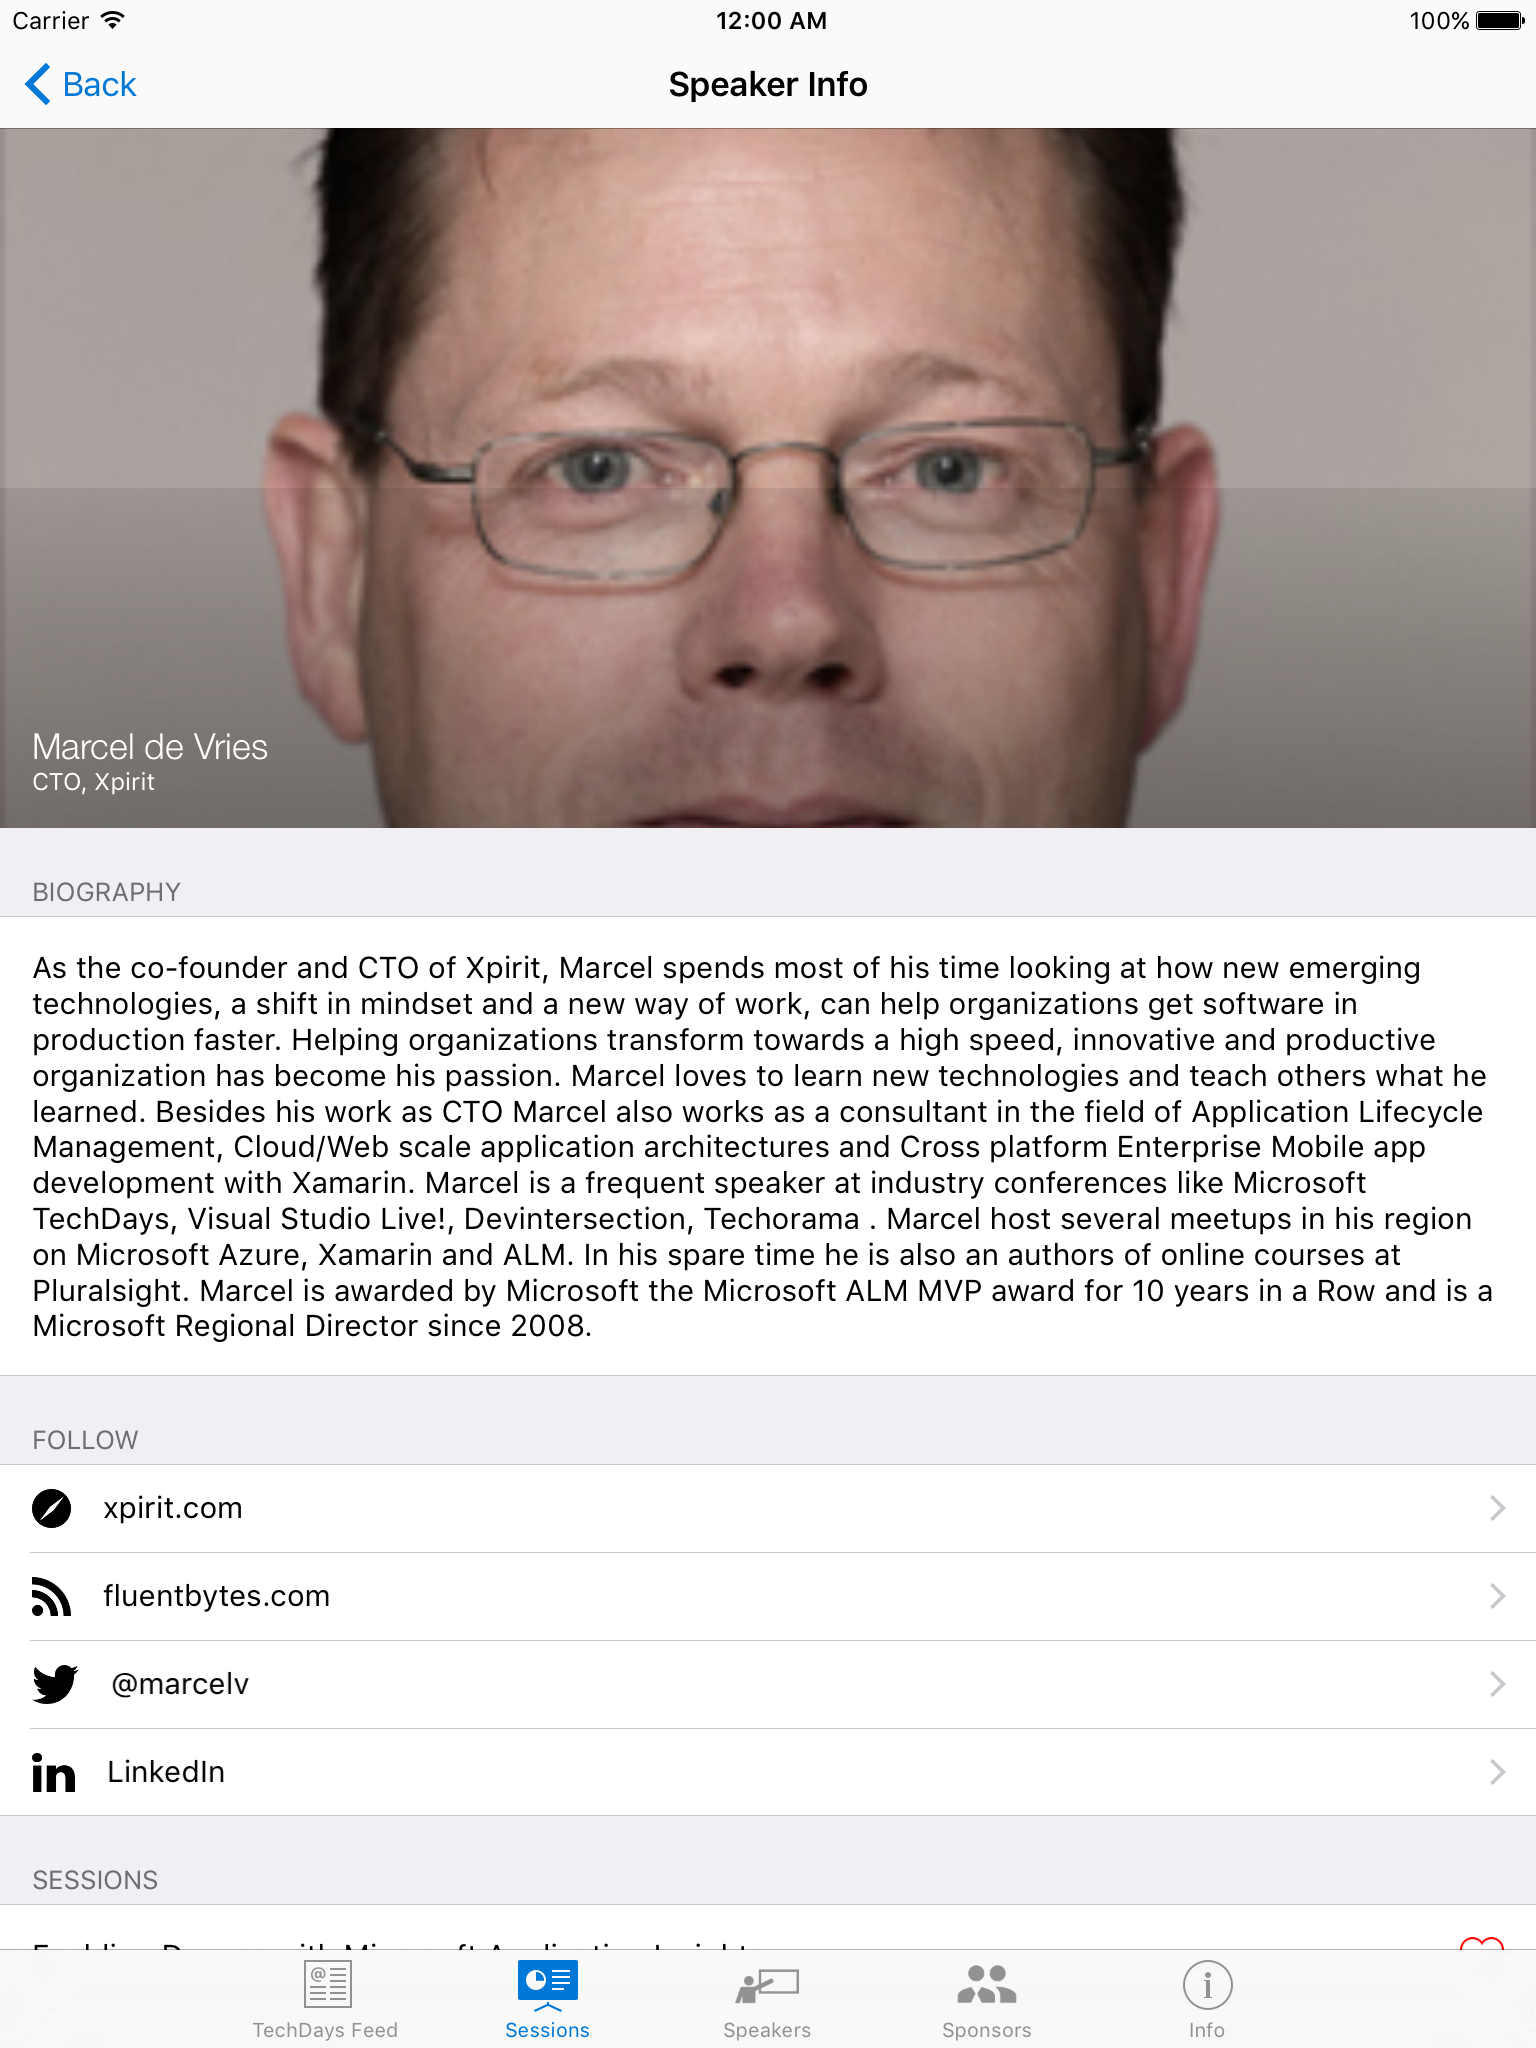 Carrier
12:00 AM
100%
Back
Speaker Info
Marcel de Vries
CTO, Xpirit
BIOGRAPHY
As the co-founder and CTO of Xpirit, Marcel spends most of his time looking at how new emerging
technologies, a shift in mindset and a new way of work, can help organizations get software in
production faster. Helping organizations transform towards a high speed, innovative and productive
organization has become his passion. Marcel loves to learn new technologies and teach others what he
learned. Besides his work as CTO Marcel also works as a consultant in the field of Application Lifecycle
Management, Cloud/Web scale application architectures and Cross platform Enterprise Mobile app
development with Xamarin. Marcel is a frequent speaker at industry conferences like Microsoft
TechDays, Visual Studio Live!, Devintersection, Techorama . Marcel host several meetups in his region
on Microsoft Azure, Xamarin and ALM. In his spare time he is also an authors of online courses at
Pluralsight. Marcel is awarded by Microsoft the Microsoft ALM MVP award for 10 years in a Row and is a
Microsoft Regional Director since 2008.
FOLLOW
xpirit.com
fluentbytes.com
@marcelv
in LinkedIn
SESSIONS
TechDays Feed
Sessions
Speakers
Sponsors
Info